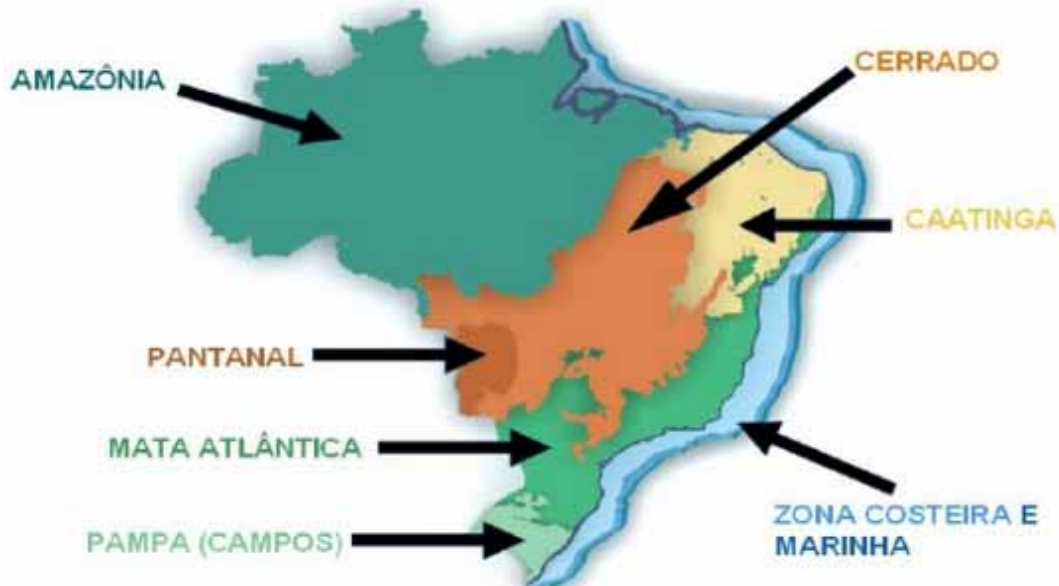 AMAZÔNIA
CERRADO
CAATINGA
PANTANAL
MATA ATLÂNTICA
PAMPA (CAMPOS)
ZONA COSTEIRA E
MARINHA